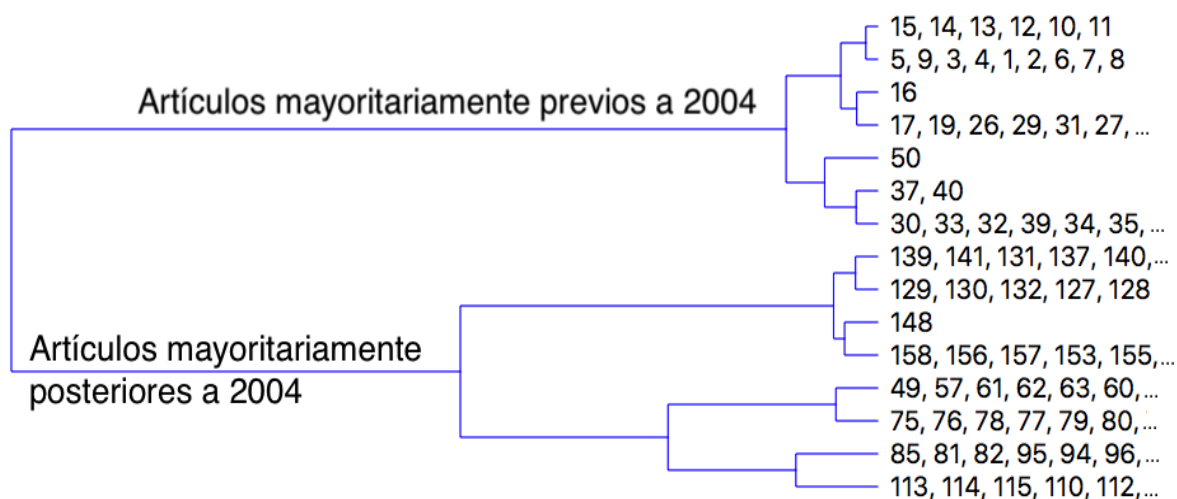 15, 14, 13, 12, 10, 11
5, 9, 3, 4, 1, 2, 6, 7, 8
Artículos mayoritariamente previos a 2004
16
17, 19, 26, 29, 31, 27, ...
50
37, 40
30, 33, 32, 39, 34, 35, ...
139, 141, 131, 137, 140,...
129, 130, 132, 127, 128
148
Artículos mayoritariamente
158, 156, 157, 153, 155,...
posteriores a 2004
49, 57, 61, 62, 63, 60,...
75, 76, 78, 77, 79, 80,...
85, 81, 82, 95, 94, 96,...
113, 114, 115, 110, 112,...